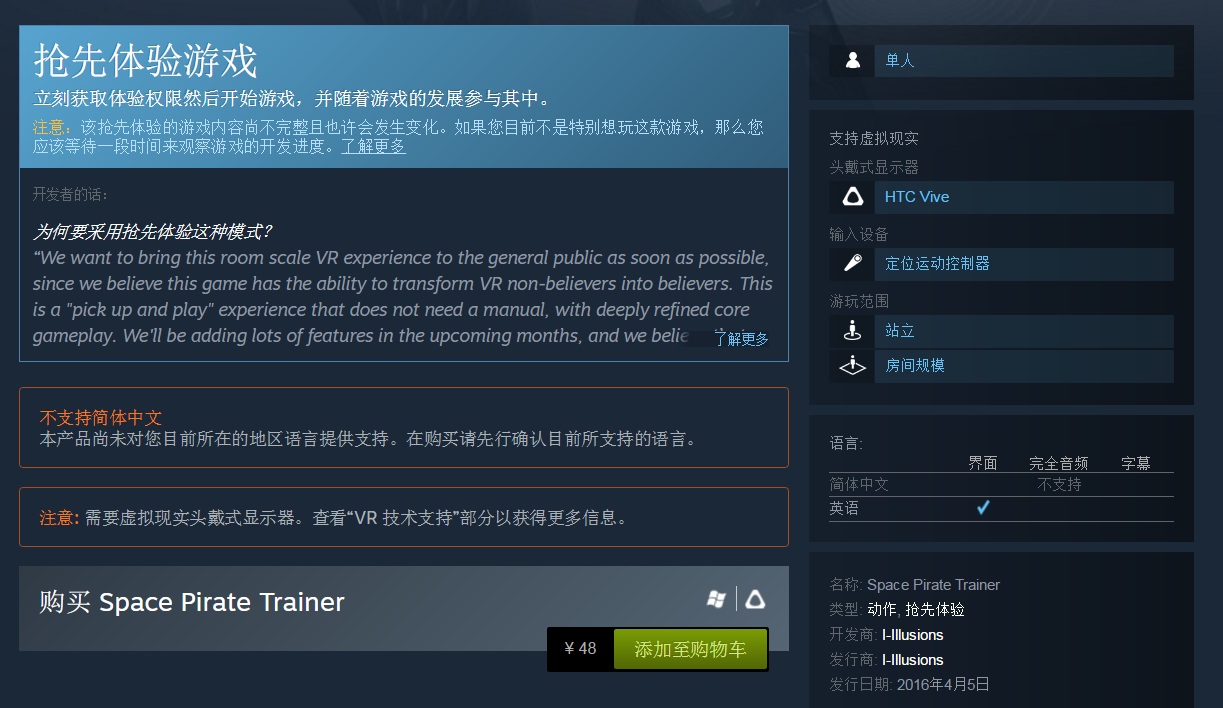 抢先体验游戏
立刻获取体验权限然后开始游戏，并随着游戏的发展参与其中。
注意：该抢先体验的游戏内容尚不完整且也许会发生变化。如果您目前不是特别想玩这款游戏，那么您
应该等待一段时间来观察游戏的开发进度。了解更多
开发者的话：
为何要采用抢先体验这种模式？
“We want to bring this room scale VR experience to the general public as soon as possible,
since we believe this game has the ability to transform VR non-believers into believers. This
is a "pick up and play" experience that does not need a manual, with deeply refined core
gameplay. We'll be adding lots of features in the upcoming months, and we belie 了解更多
不支持简体中文
本产品尚未对您目前所在的地区语言提供支持。在购买请先行确认目前所支持的语言。
注意: 需要虚拟现实头戴式显示器。查看“VR 技术支持”部分以获得更多信息。
购买 Space Pirate Trainer
¥ 48 添加至购物车
单人
支持虚拟现实
头戴式显示器
HTC Vive
输入设备
定位运动控制器
游玩范围
站立
房间规模
语言:
界面 完全音频 字幕
简体中文 不支持
英语
名称: Space Pirate Trainer
类型: 动作, 抢先体验
开发商: I-Illusions
发行商: I-Illusions
发行日期: 2016年4月5日